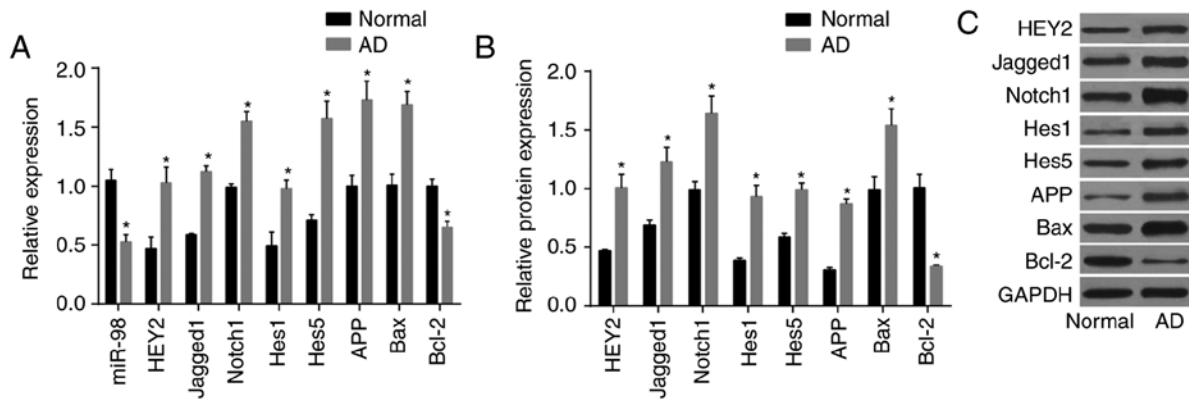 A
Normal
AD
Relative expression
2.0
1.5
1.0
0.5
0.0
* * * * * * * * *
miR-98
HEY2
Jagged1
Notch1
Hes1
Hes5
APP
Bax
Bcl-2
B
Normal
AD
Relative protein expression
2.0
1.5
1.0
0.5
0.0
* * * * * * * *
HEY2
Jagged1
Notch1
Hes1
Hes5
APP
Bax
Bcl-2
C
HEY2
Jagged1
Notch1
Hes1
Hes5
APP
Bax
Bcl-2
GAPDH
Normal AD